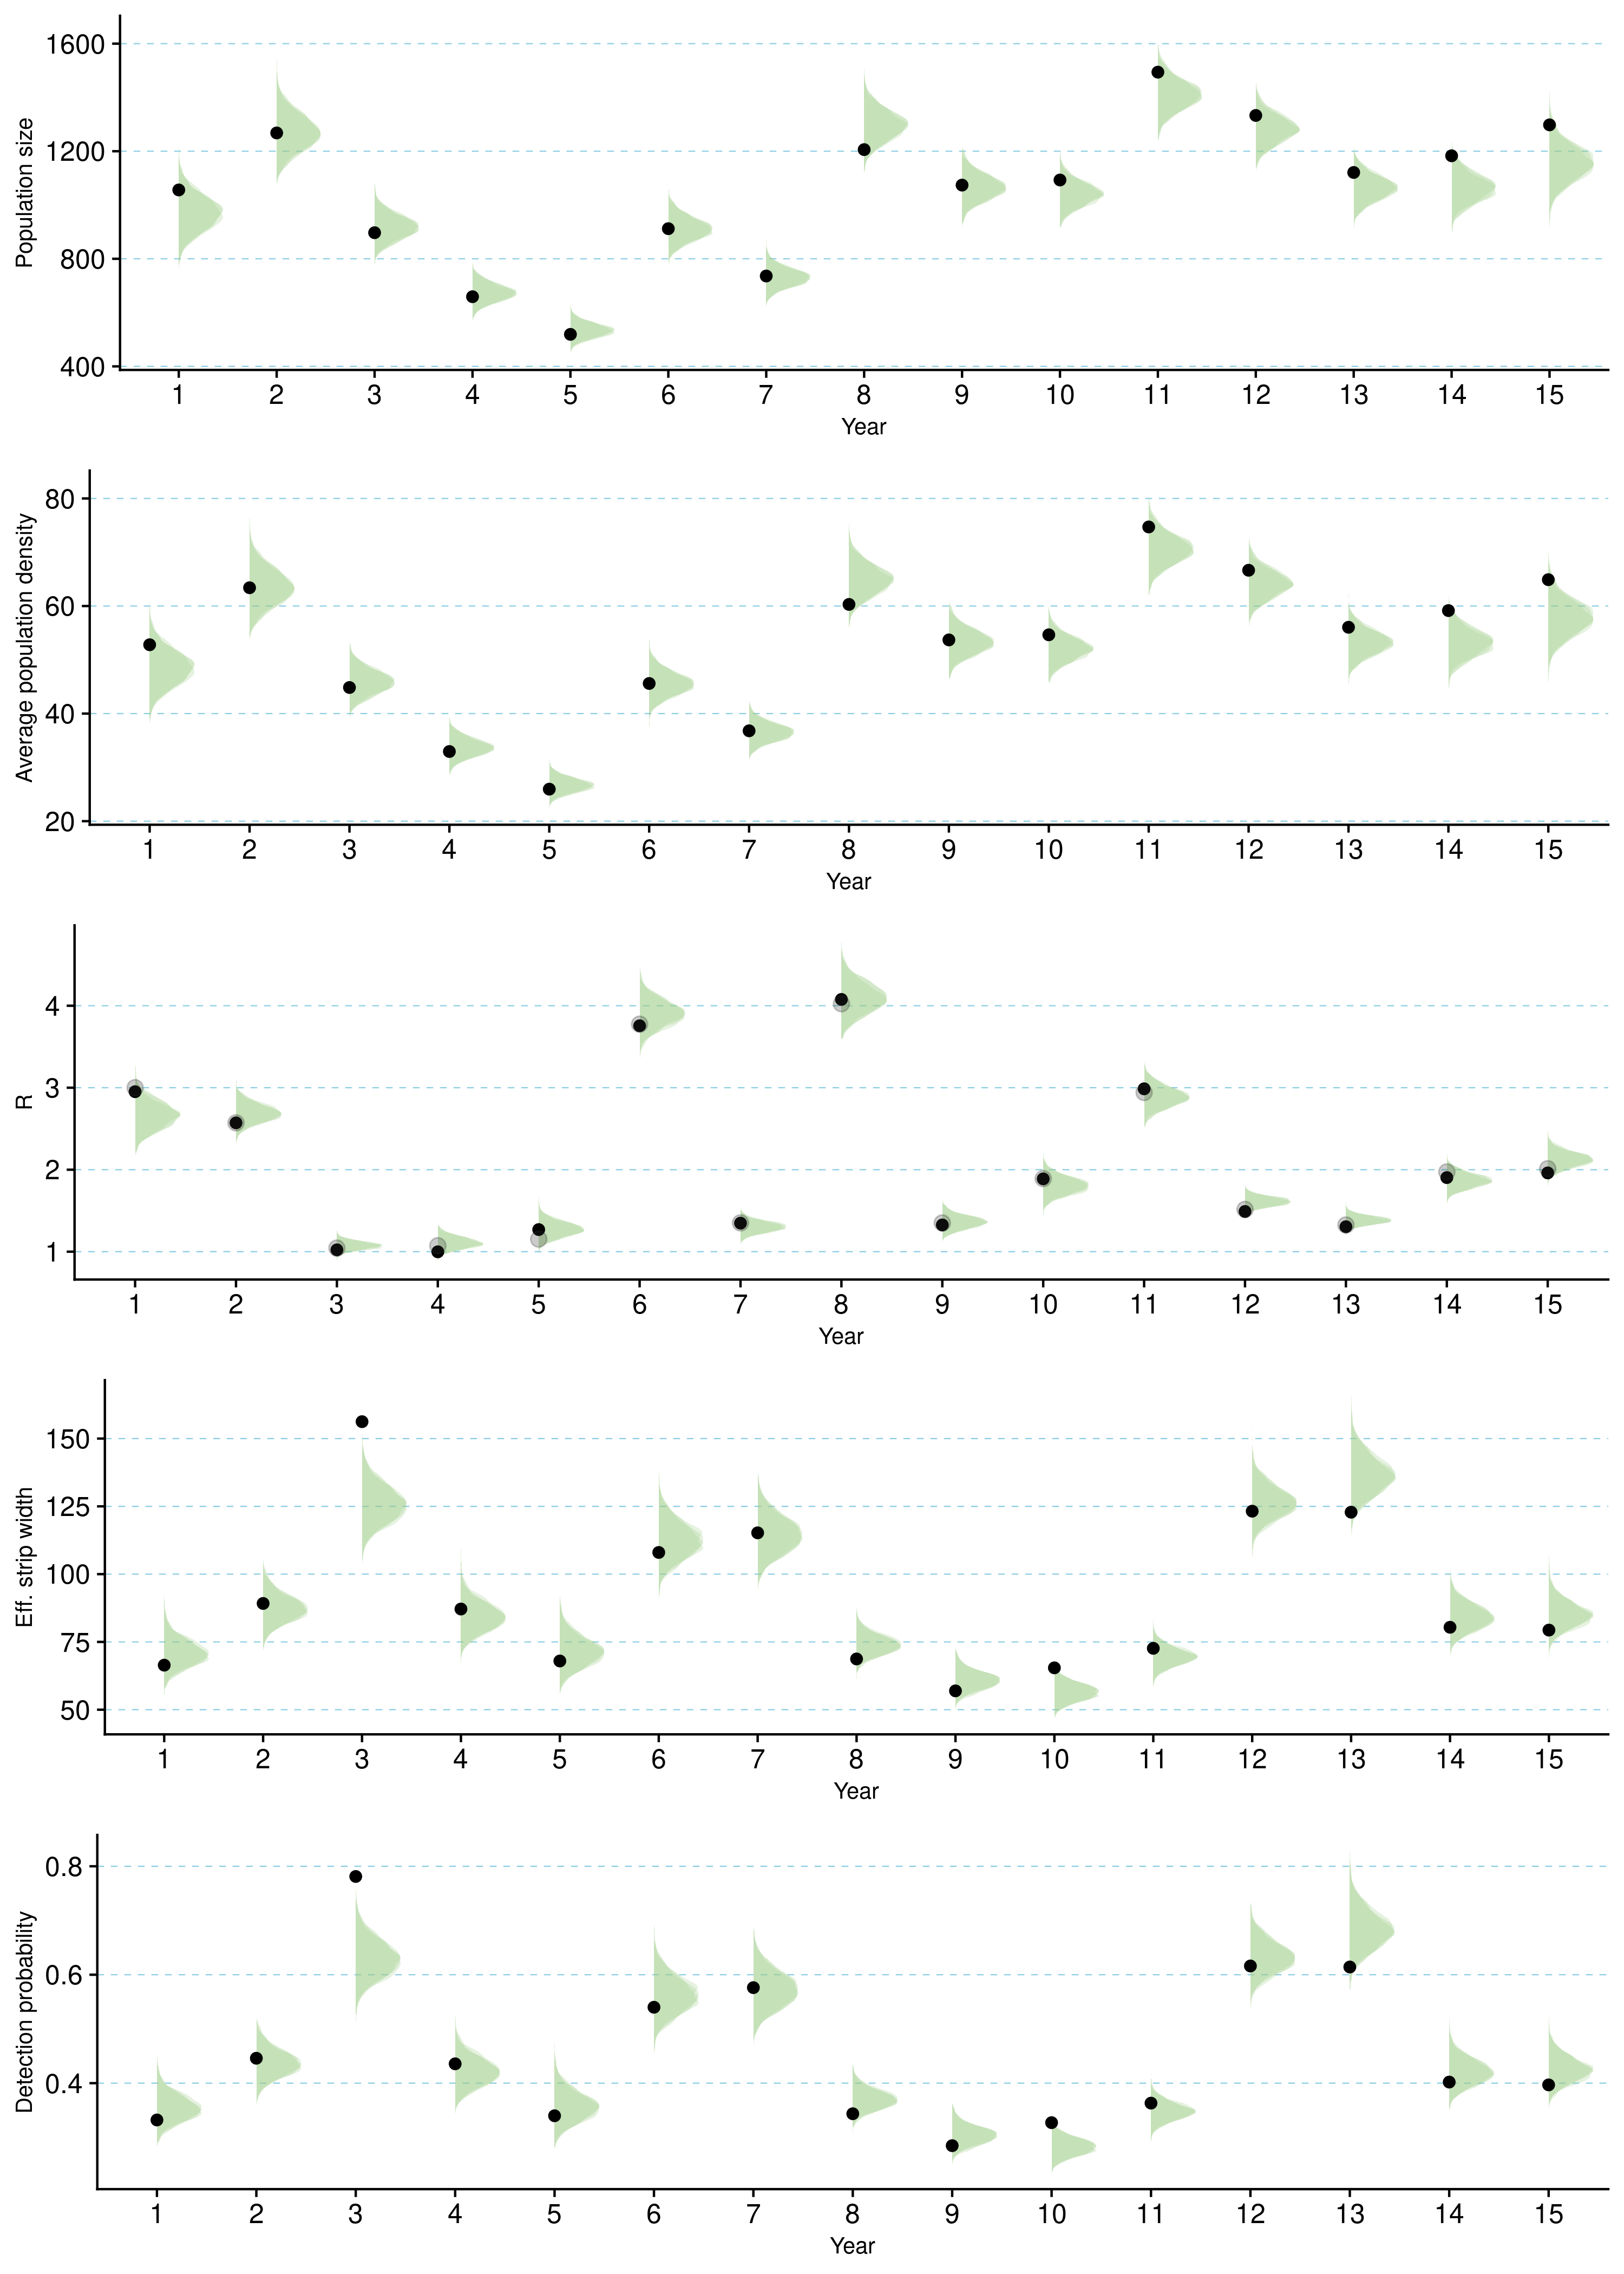 Population size
1600
1200
800
400
1 2 3 4 5 6 7 8 9 10 11 12 13 14 15
Year
Average population density
80
60
40
20
1 2 3 4 5 6 7 8 9 10 11 12 13 14 15
Year
R
4
3
2
1
1 2 3 4 5 6 7 8 9 10 11 12 13 14 15
Year
Eff. strip width
150
125
100
75
50
1 2 3 4 5 6 7 8 9 10 11 12 13 14 15
Year
Detection probability
0.8
0.6
0.4
1 2 3 4 5 6 7 8 9 10 11 12 13 14 15
Year